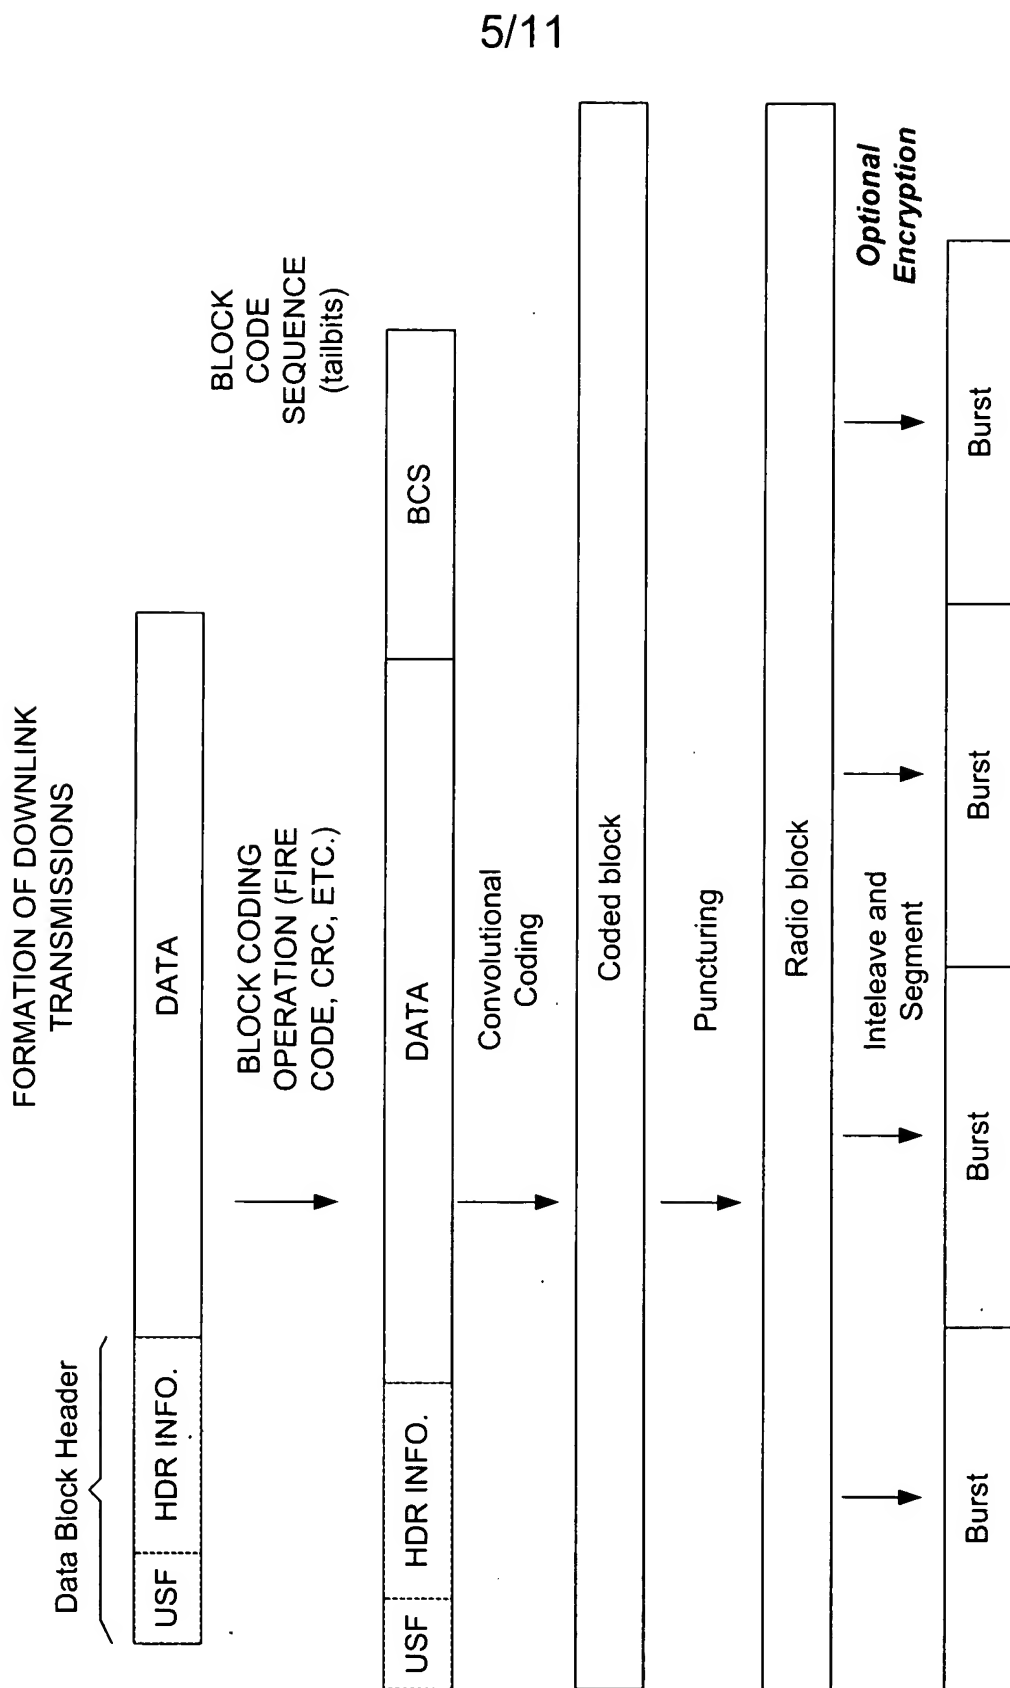 5/11
FORMATION OF DOWNLINK
TRANSMISSIONS
Data Block Header
USF
HDR INFO.
DATA
BLOCK CODING
OPERATION (FIRE
CODE, CRC, ETC.)
BLOCK
CODE
SEQUENCE
(tailbits)
USF
HDR INFO.
DATA
BCS
Convolutional
Coding
Coded block
Puncturing
Radio block
Inteleave and
Segment
Optional
Encryption
Burst
Burst
Burst
Burst